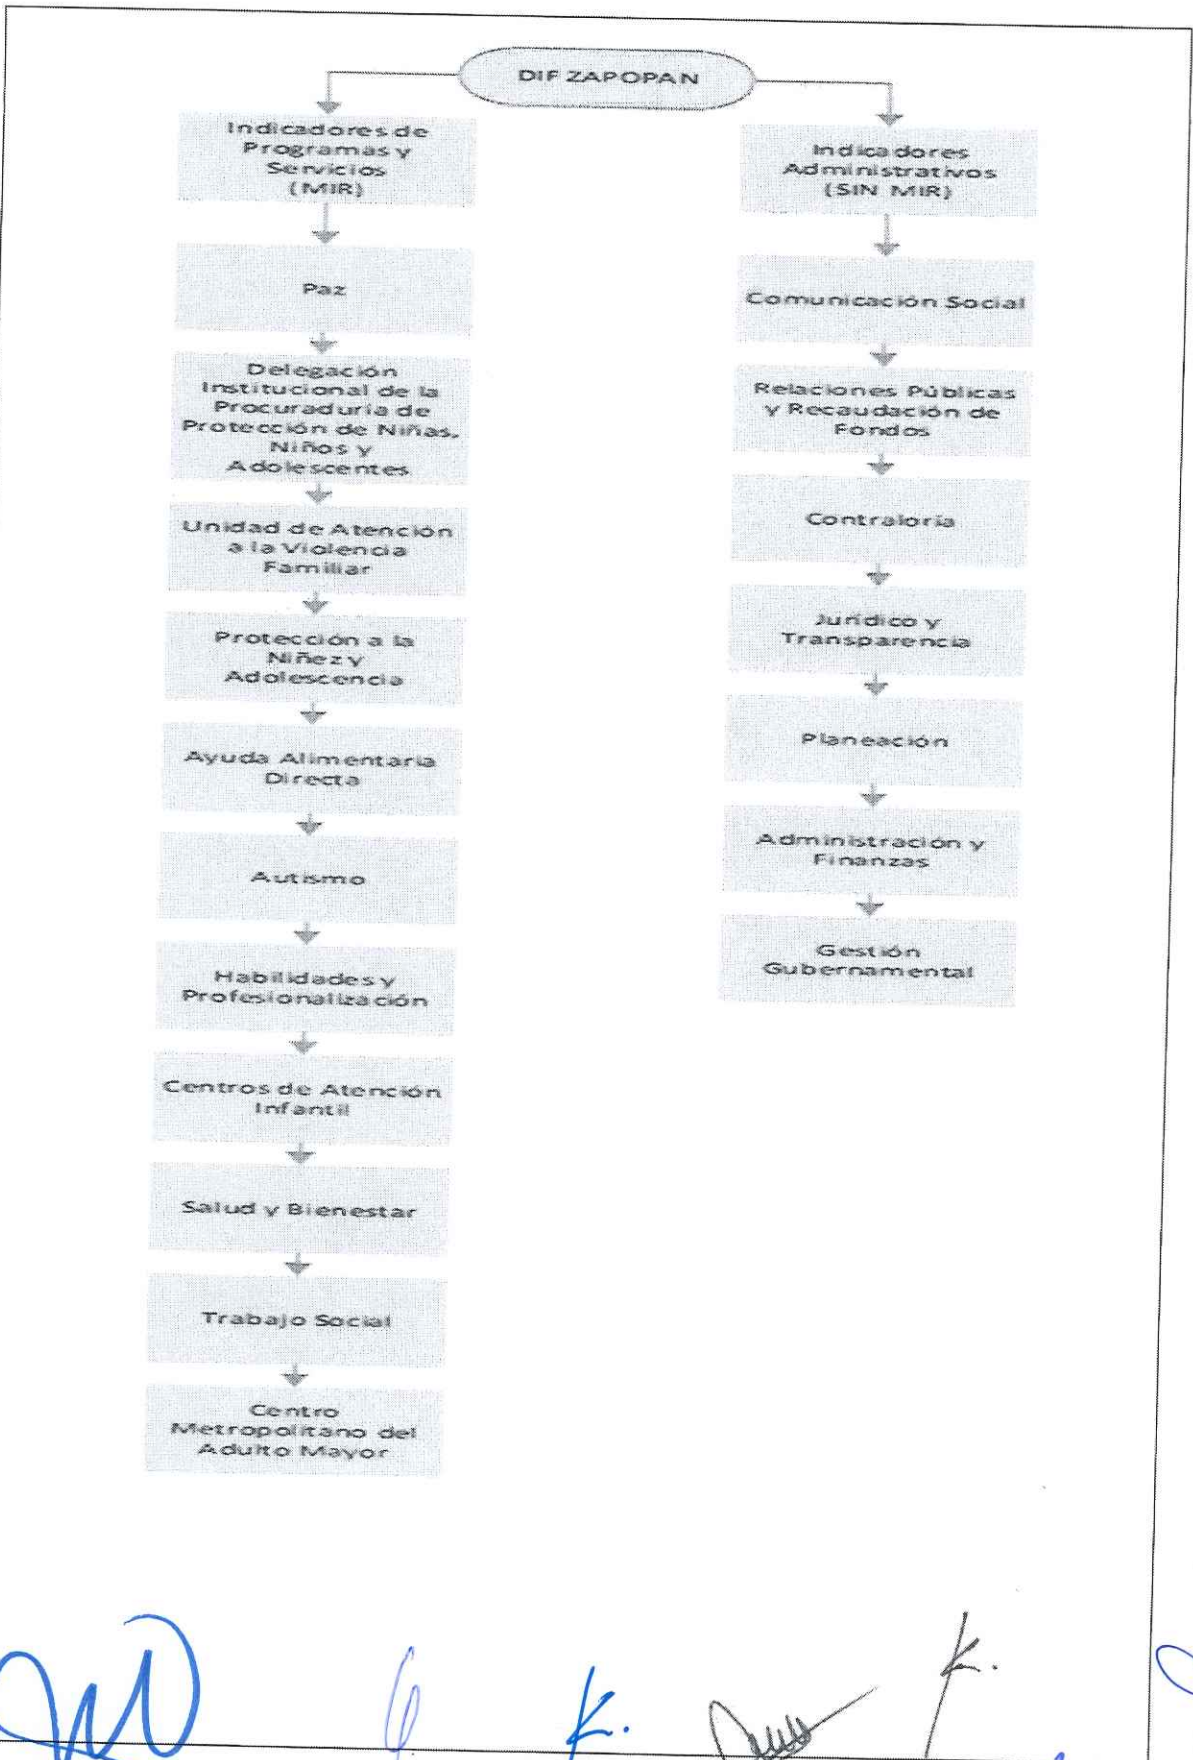 DIF ZAPOPAN
Indicadores de
Programas y
Servicios
(MIR)
Paz
Delegación
Institucional de la
Procuraduría de
Protección de Niñas,
Niños y
Adolescentes
Unidad de Atención
a la Violencia
Familiar
Protección a la
Niñez y
Adolescencia
Ayuda Alimentaria
Directa
Autismo
Habilidades y
Profesionalización
Centros de Atención
Infantil
Salud y Bienestar
Trabajo Social
Centro
Metropolitano del
Adulto Mayor
Indicadores
Administrativos
(SIN MIR)
Comunicación Social
Relaciones Públicas
y Recaudación de
Fondos
Contraloría
Jurídico y
Transparencia
Planeación
Administración y
Finanzas
Gestión
Gubernamental
K.
K.